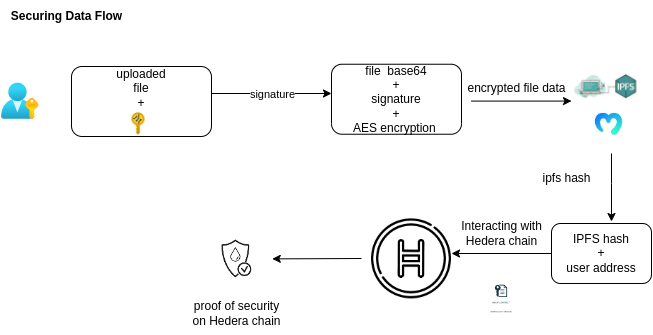 Securing Data Flow
uploaded
file
+
signature
file base64
+
signature
+
AES encryption
encrypted file data
IPFS
ipfs hash
IPFS hash
+
user address
Interacting with
Hedera chain
proof of security
on Hedera chain